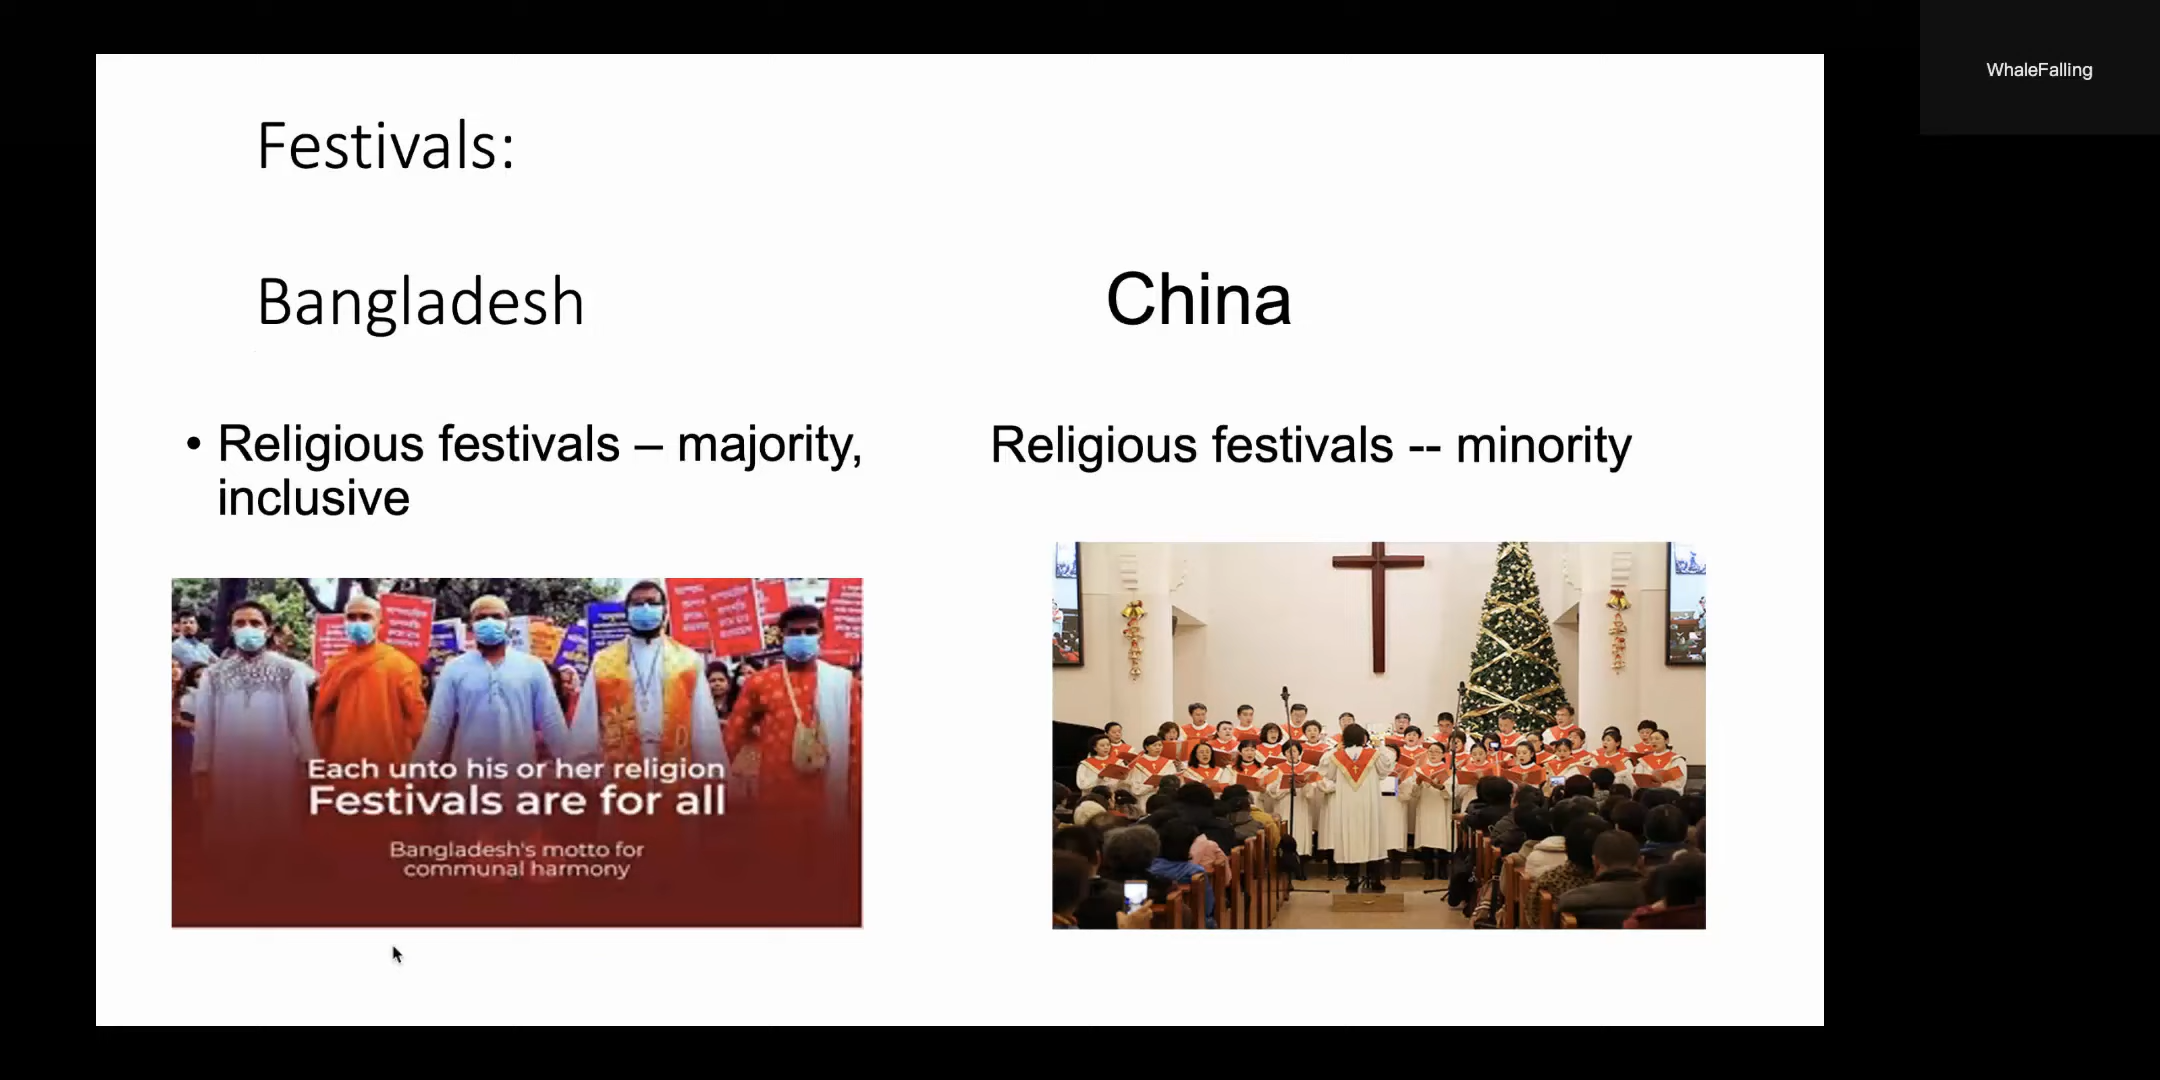 WhaleFalling
Festivals:
Bangladesh
China
• Religious festivals – majority,
inclusive
Religious festivals -- minority
Each unto his or her religion
Festivals are for all
Bangladesh's motto for
communal harmony